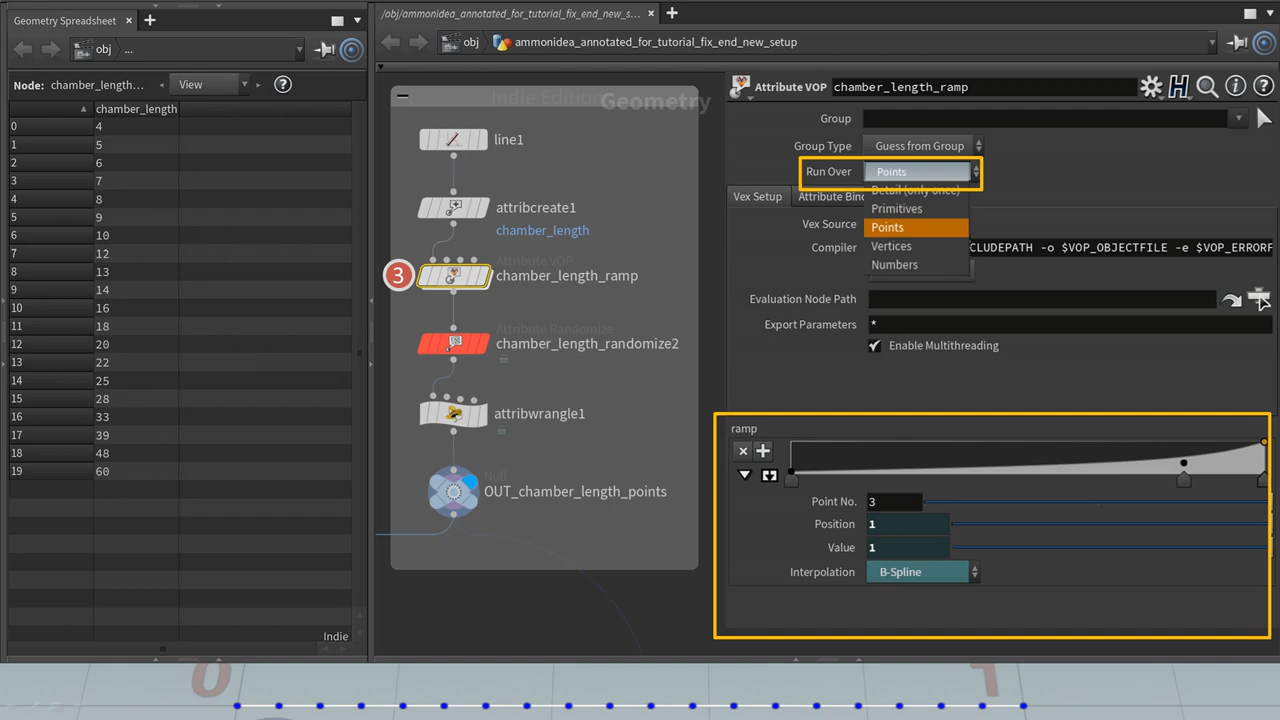 Geometry Spreadsheet
/obj/ammonidea_annotated_for_tutorial_fix_end_new_s...
obj ...
obj ammonidea_annotated_for_tutorial_fix_end_new_setup
Node: chamber_length... View
chamber_length
0 4
1 5
2 6
3 7
4 8
5 9
6 10
7 12
8 13
9 14
10 16
11 18
12 20
13 22
14 25
15 28
16 33
17 39
18 48
19 60
Indie
Indie Edition
Geometry
line1
attribcreate1
chamber_length
Attribute VOP
3
chamber_length_ramp
Attribute Randomize
chamber_length_randomize2
attribwrangle1
Null
OUT_chamber_length_points
Attribute VOP chamber_length_ramp
Group
Group Type Guess from Group
Run Over Points
Detail (only once)
Primitives
Points
Vertices
Numbers
Vex Setup Attribute Bind
Vex Source
Compiler CLUDEPATH -o $VOP_OBJECTFILE -e $VOP_ERRORF
Evaluation Node Path
Export Parameters *
Enable Multithreading
ramp
Point No. 3
Position 1
Value 1
Interpolation B-Spline
0